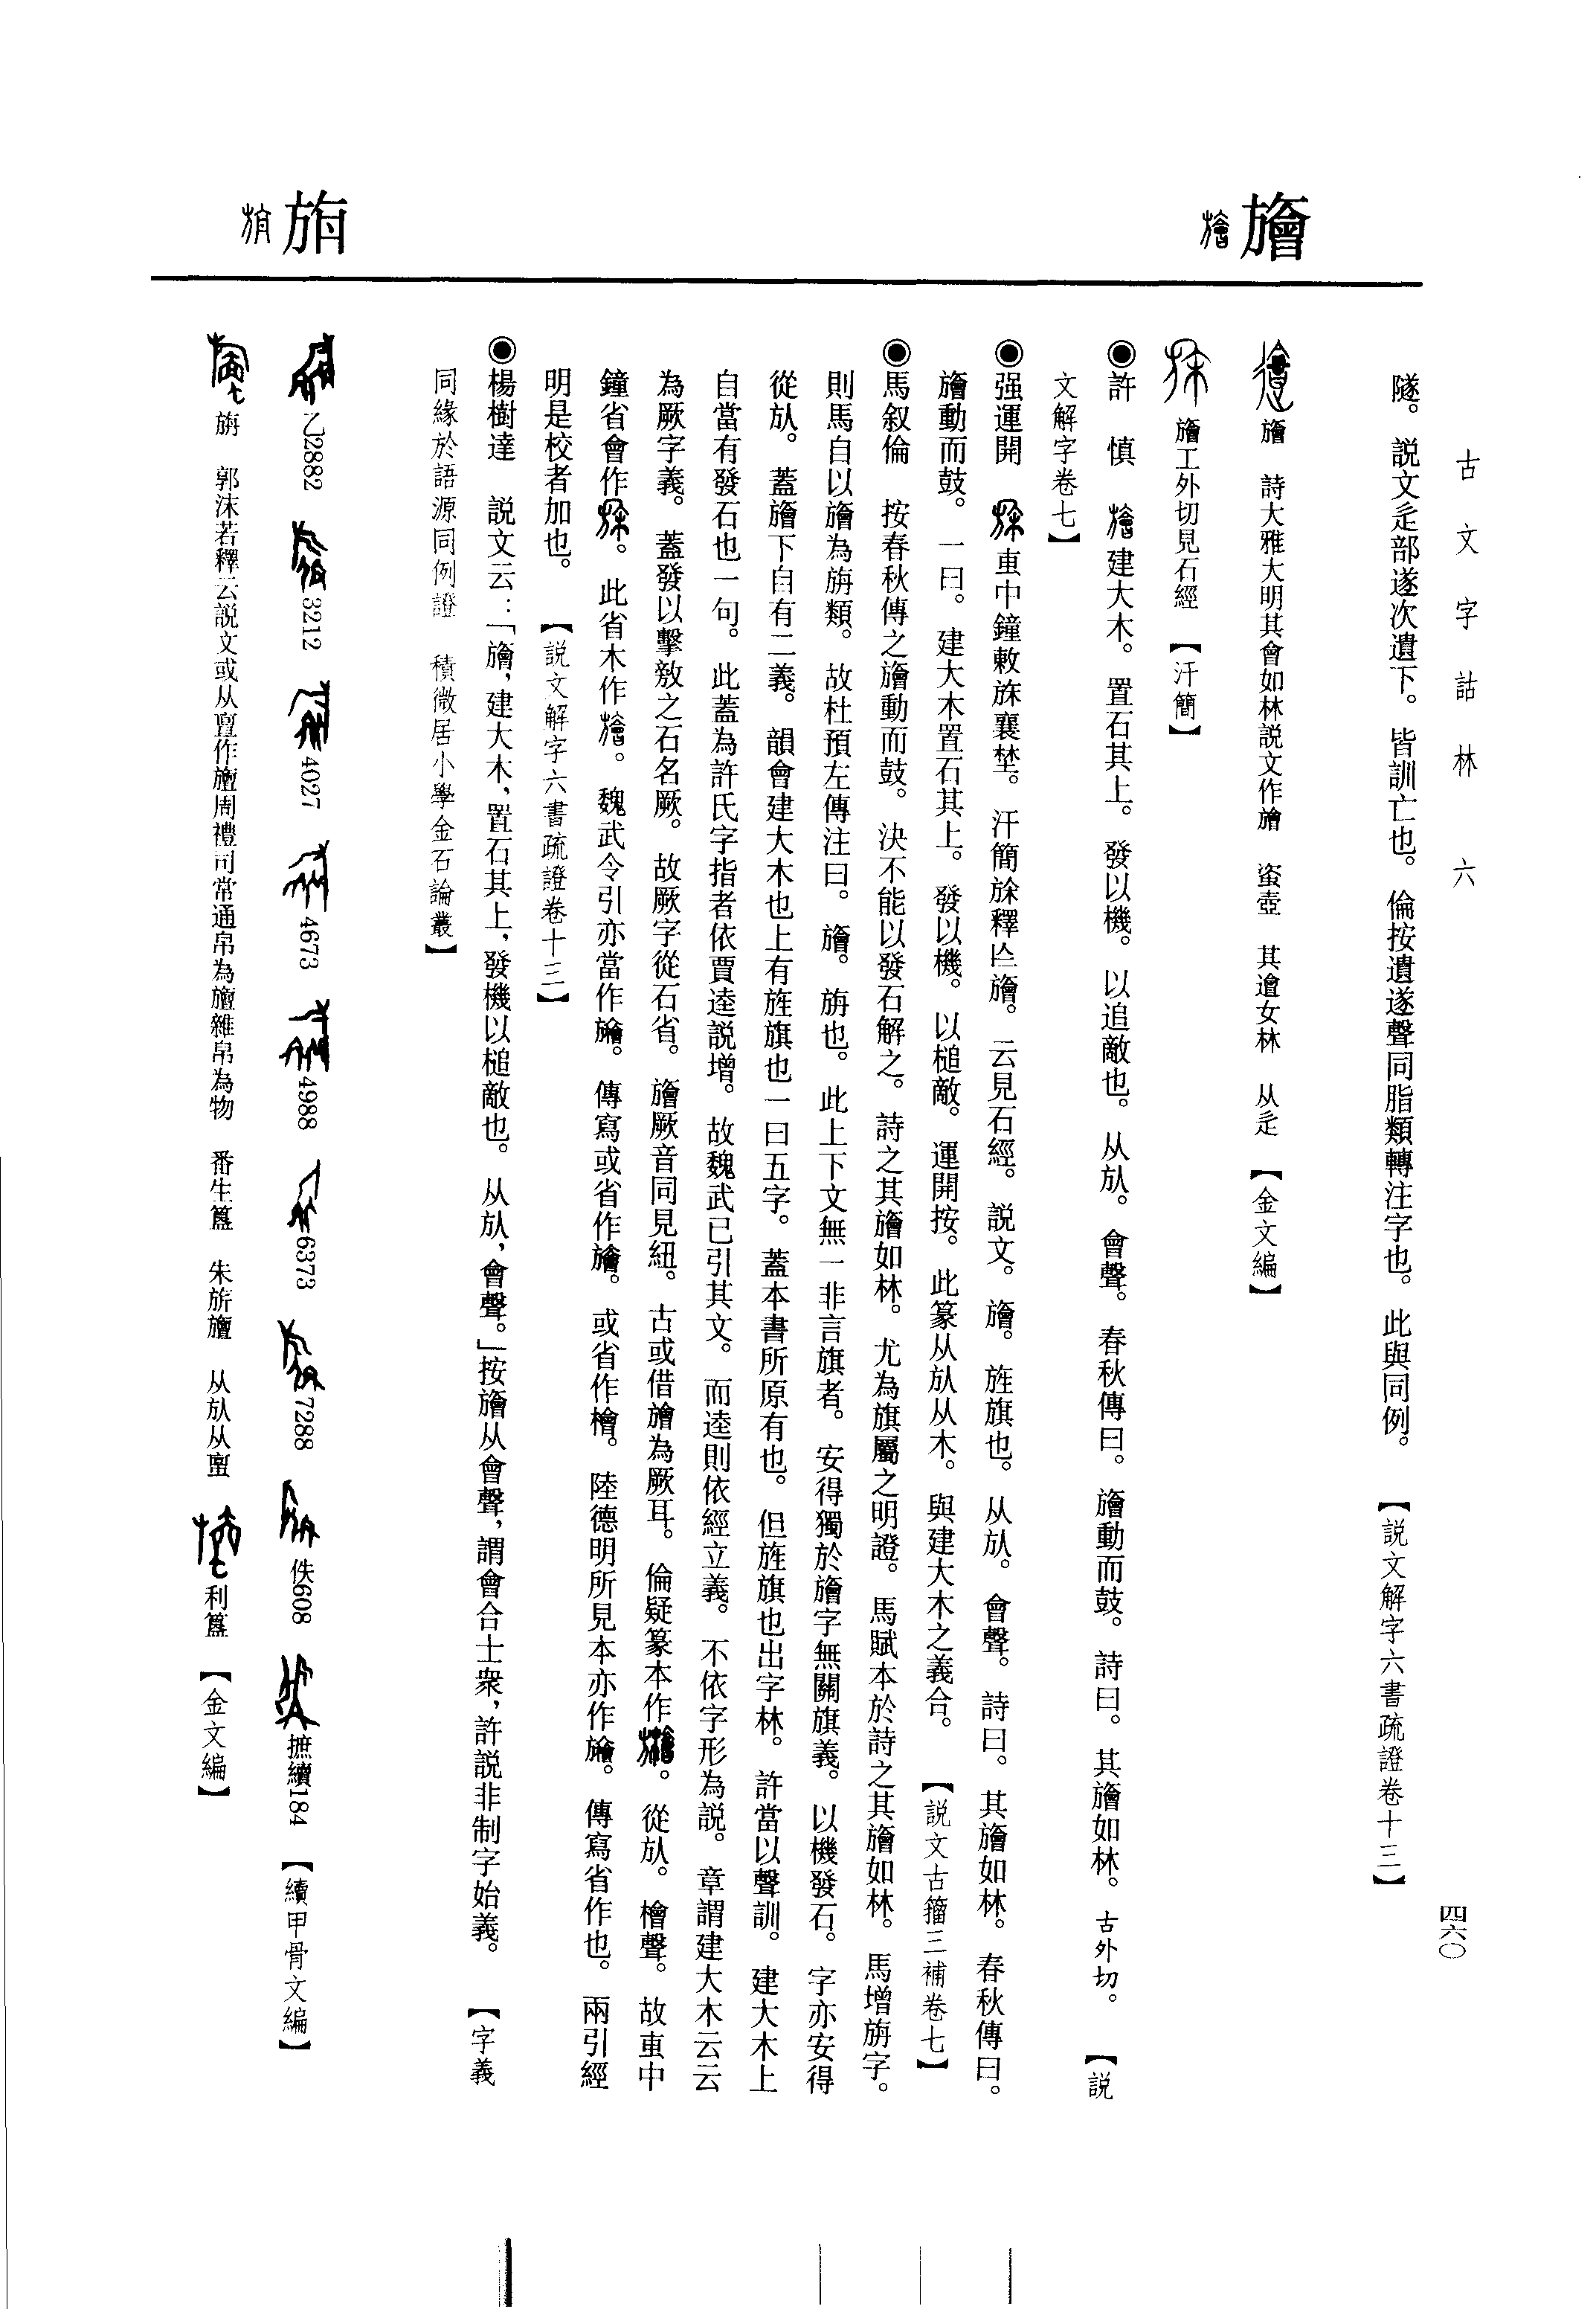 古文字詁林　六
四六〇
隧。説文辵部遂次遺下。皆訓亡也。倫按遺遂聲同脂類轉注字也。此與同例。【説文解字六書疏證卷十三】
旝
旝　詩大雅大明其會如林説文作旝　𧊒壺　其邎女林　从辵　【金文編】
旝工外切見石經　【汗簡】
◉許　慎　建大木。置石其上。發以機。以追敵也。从㫃。會聲。春秋傳曰。旝動而鼓。詩曰。其旝如林。古外切。　【説
文解字卷七】
◉强運開　車中鐘敕襄埜。汗簡釋旝。云見石經。説文。旝。旌旗也。从㫃。會聲。詩曰。其旝如林。春秋傳曰。
旝動而鼓。一曰。建大木置石其上。發以機。以槌敵。運開按。此篆从㫃从木。與建大木之義合。【説文古籀三補卷七】
◉馬叙倫　按春秋傳之旝動而鼓。決不能以發石解之。詩之其旝如林。尤為旗屬之明證。馬賦本於詩之其旝如林。馬增旃字。
則馬自以旝為旃類。故杜預左傳注曰。旝。旃也。此上下文無一非言旗者。安得獨於旝字無關旗義。以機發石。字亦安得
從㫃。蓋旝下自有二義。韻會建大木也上有旌旗也一曰五字。蓋本書所原有也。但旌旗也出字林。許當以聲訓。建大木上
自當有發石也一句。此蓋為許氏字指者依賈逵説增。故魏武已引其文。而逵則依經立義。不依字形為説。章謂建大木云云
為厥字義。蓋發以擊敫之石名厥。故厥字從石省。旝厥音同見紐。古或借旝為厥耳。倫疑篆本作。從㫃。檜聲。故車中
鐘省會作。此省木作。魏武令引亦當作。傳寫或省作旝。或省作檜。陸德明所見本亦作。傳寫省作也。兩引經
明是校者加也。【説文解字六書疏證卷十三】
◉楊樹達　説文云：「旝，建大木，置石其上，發機以槌敵也。从㫃，會聲。」按旝从會聲，謂會合士衆，許説非制字始義。【字義
同緣於語源同例證　積微居小學金石論叢】
旃
乙2882　3212　4027　4673　4988　6373　7288　佚608　摭續184　【續甲骨文編】
旃　郭沫若釋云説文或从亶作旜周禮司常通帛為旜雜帛為物　番生簋　朱旂旜　从㫃从亶　利簋　【金文編】